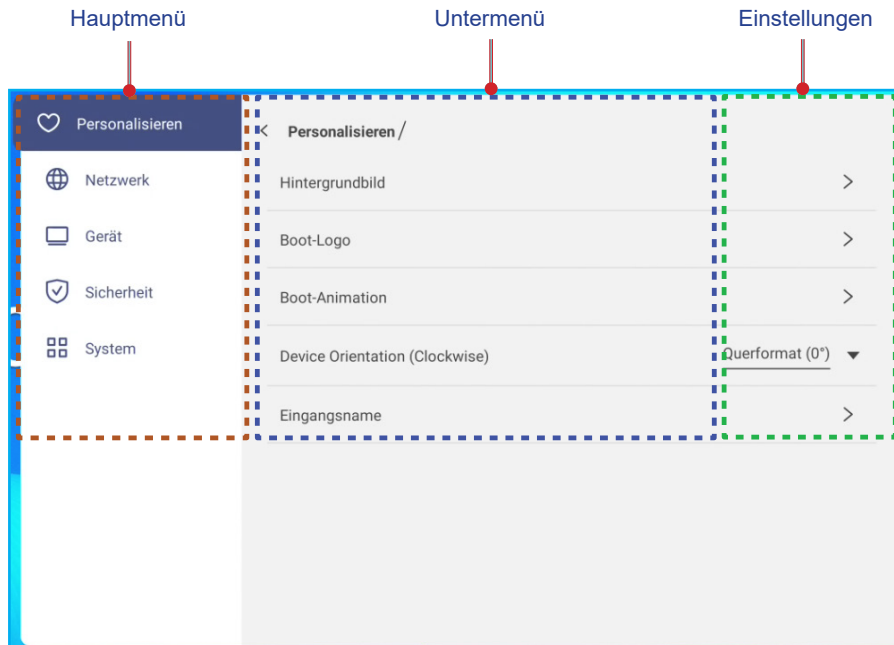 Hauptmenü Untermenü Einstellungen
Personalisieren
Personalisieren /
Netzwerk
Hintergrundbild
Gerät
Boot-Logo
Sicherheit
Boot-Animation
System
Device Orientation (Clockwise) Querformat (0°)
Eingangsname